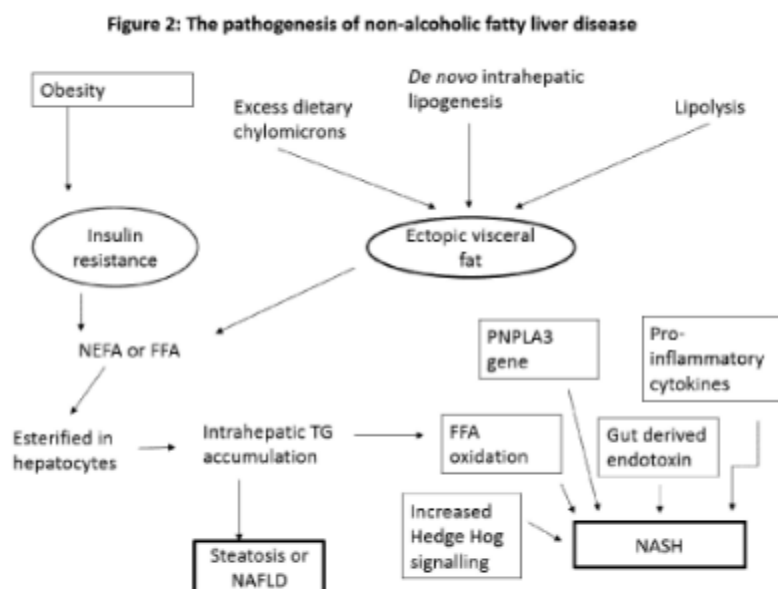 Figure 2: The pathogenesis of non-alcoholic fatty liver disease
Obesity
Excess dietary
chylomicrons
De novo intrahepatic
lipogenesis
Lipolysis
Insulin
resistance
Ectopic visceral
fat
NEFA or FFA
PNPLA3
gene
Pro-
inflammatory
cytokines
Esterified in
hepatocytes
Intrahepatic TG
accumulation
FFA
oxidation
Gut derived
endotoxin
Increased
Hedge Hog
signalling
NASH
Steatosis or
NAFLD